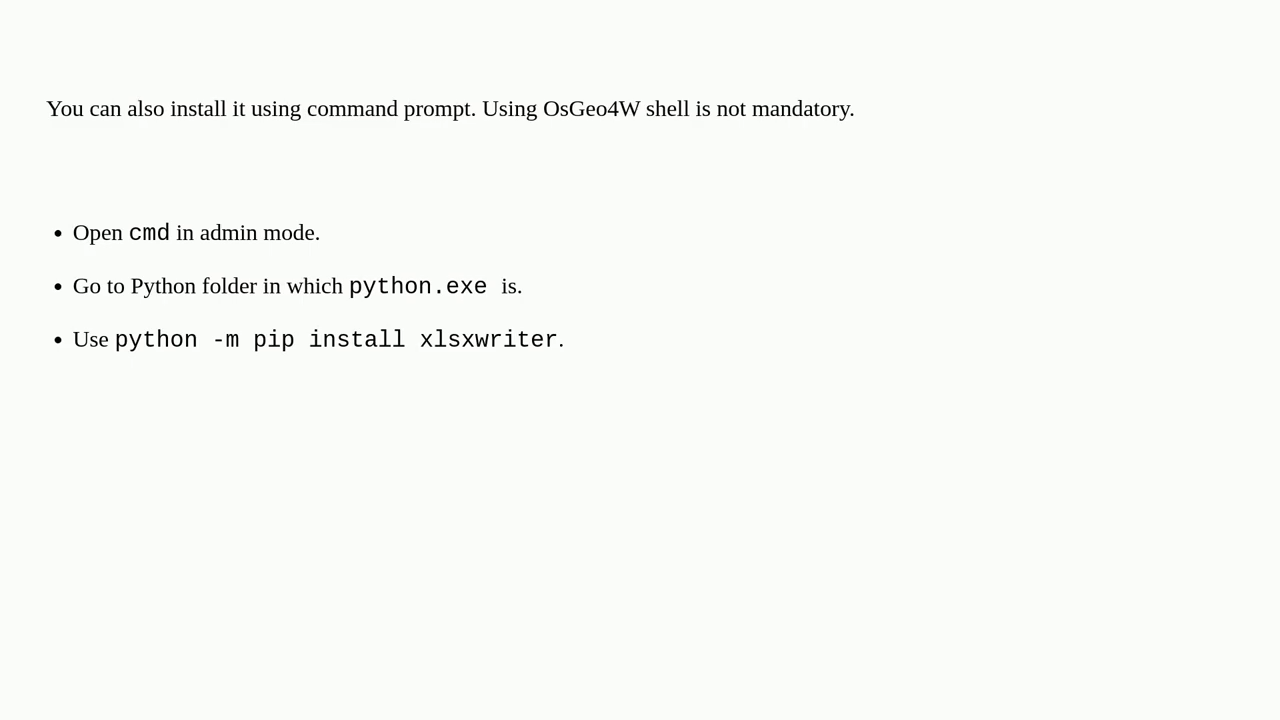 You can also install it using command prompt. Using OsGeo4W shell is not mandatory.
• Open cmd in admin mode.
• Go to Python folder in which python.exe is.
• Use python -m pip install xlsxwriter.